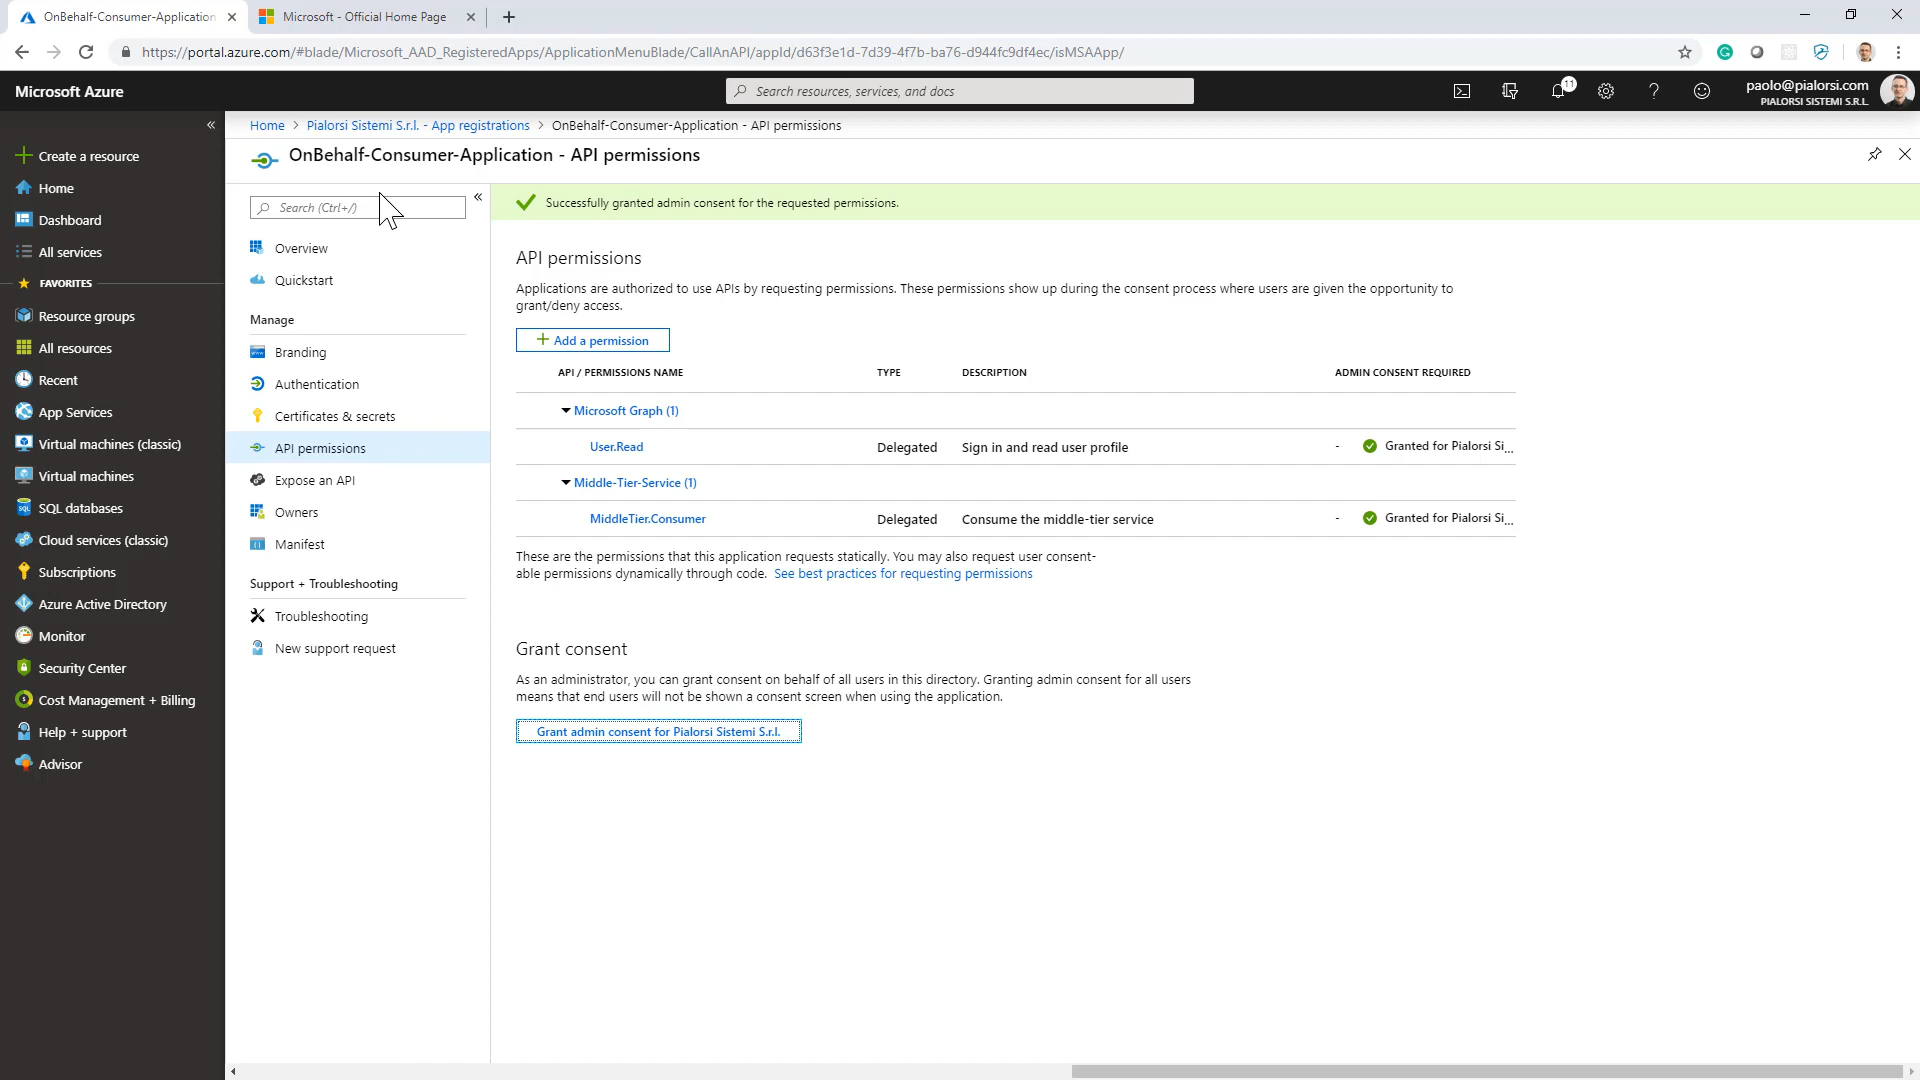 OnBehalf-Consumer-Application
Microsoft - Official Home Page
https://portal.azure.com/#blade/Microsoft_AAD_RegisteredApps/ApplicationMenuBlade/CallAnAPI/appId/d63f3e1d-7d39-4f7b-ba76-d944fc9df4ec/isMSAApp/
Microsoft Azure
Search resources, services, and docs
11
paolo@pialorsi.com
PIALORSI SISTEMI S.R.L.
Home > Pialorsi Sistemi S.r.l. - App registrations > OnBehalf-Consumer-Application - API permissions
OnBehalf-Consumer-Application - API permissions
Create a resource
Home
Dashboard
All services
FAVORITES
Resource groups
All resources
Recent
App Services
Virtual machines (classic)
Virtual machines
SQL databases
Cloud services (classic)
Subscriptions
Azure Active Directory
Monitor
Security Center
Cost Management + Billing
Help + support
Advisor
Search (Ctrl+/)
Overview
Quickstart
Manage
Branding
Authentication
Certificates & secrets
API permissions
Expose an API
Owners
Manifest
Support + Troubleshooting
Troubleshooting
New support request
Successfully granted admin consent for the requested permissions.
API permissions
Applications are authorized to use APIs by requesting permissions. These permissions show up during the consent process where users are given the opportunity to
grant/deny access.
+ Add a permission
API / PERMISSIONS NAME TYPE DESCRIPTION ADMIN CONSENT REQUIRED
Microsoft Graph (1)
User.Read Delegated Sign in and read user profile - Granted for Pialorsi Si...
Middle-Tier-Service (1)
MiddleTier.Consumer Delegated Consume the middle-tier service - Granted for Pialorsi Si...
These are the permissions that this application requests statically. You may also request user consent-
able permissions dynamically through code. See best practices for requesting permissions
Grant consent
As an administrator, you can grant consent on behalf of all users in this directory. Granting admin consent for all users
means that end users will not be shown a consent screen when using the application.
Grant admin consent for Pialorsi Sistemi S.r.l.